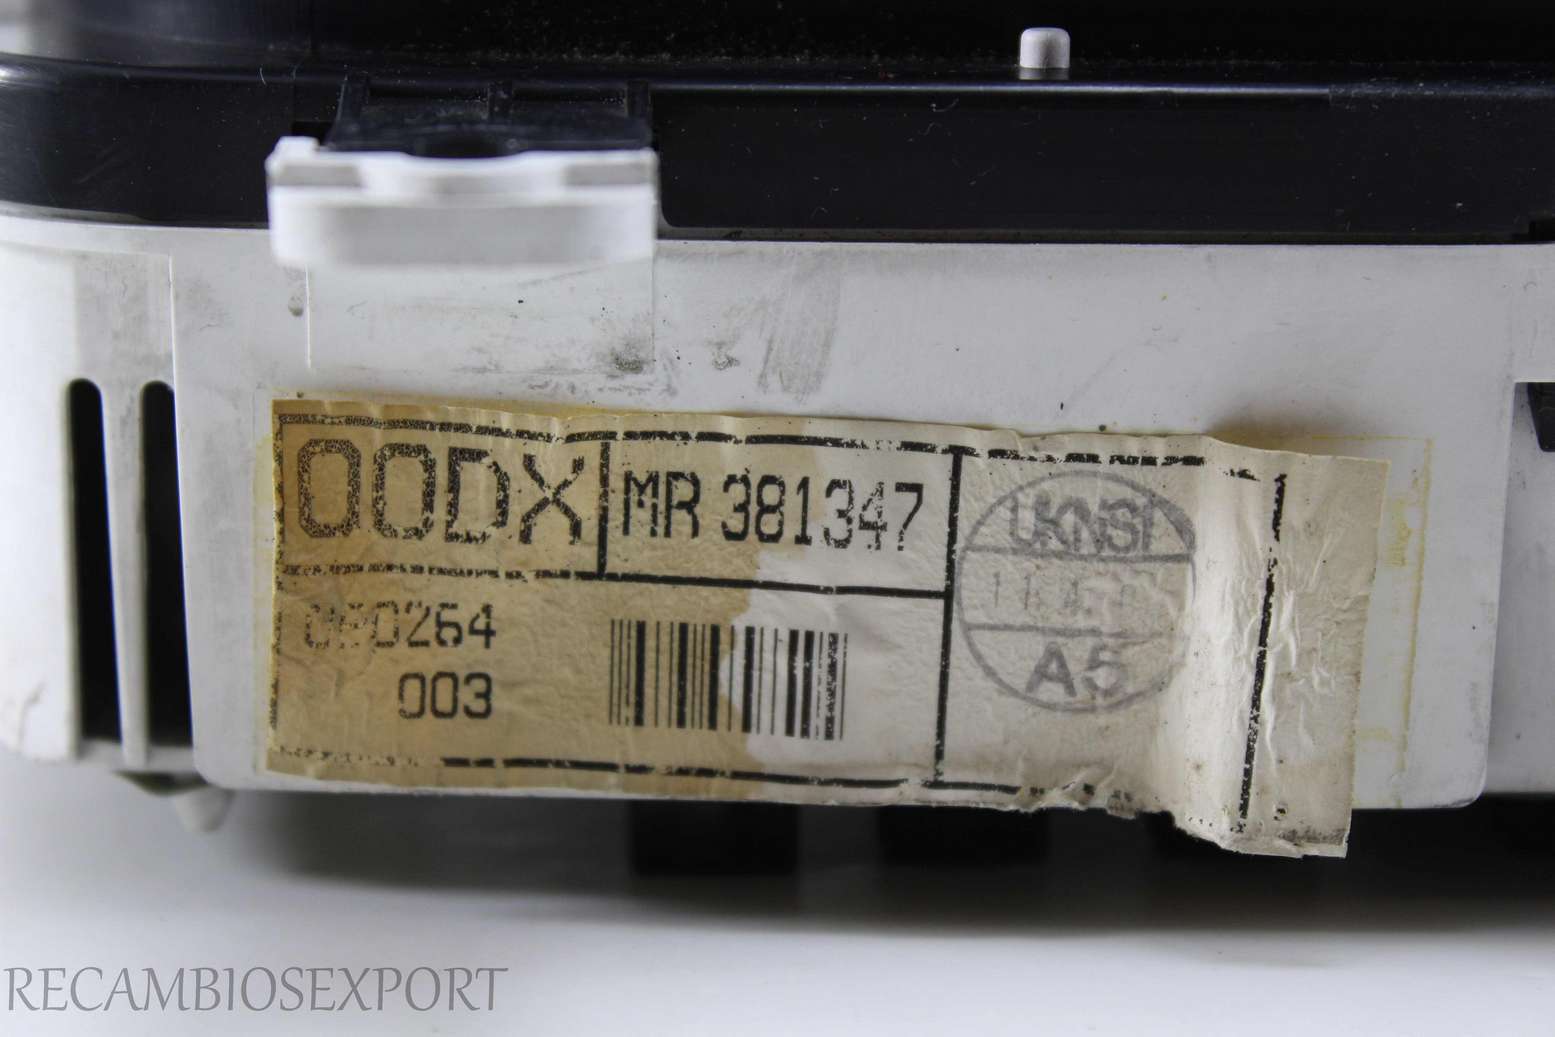 OODX
MR 381347
UKNSI
A5
003
RECAMBIOSEXPORT